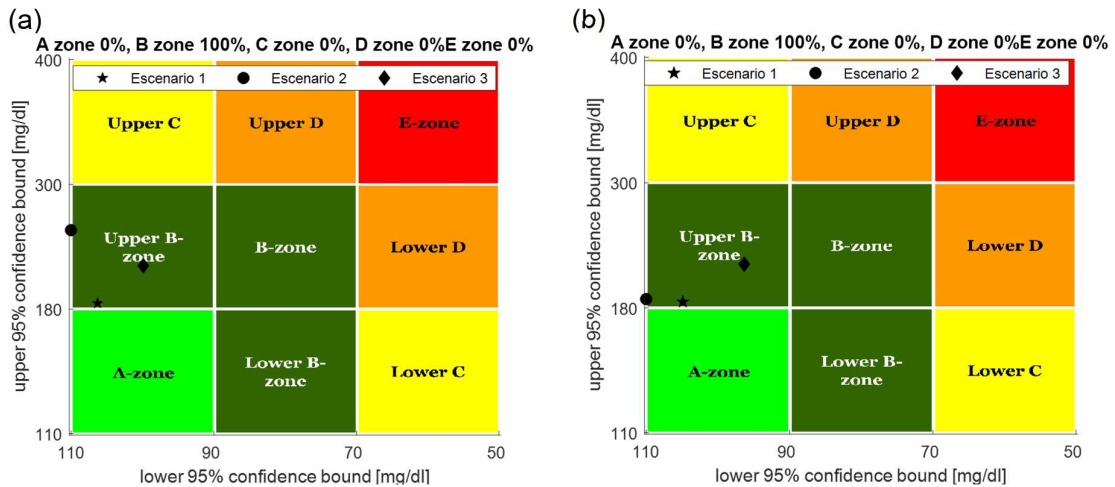 (a)
A zone 0%, B zone 100%, C zone 0%, D zone 0%E zone 0%
400
Escenario 1
Escenario 2
Escenario 3
Upper C
Upper D
E-zone
300
Upper B-
zone
B-zone
Lower D
180
A-zone
Lower B-
zone
Lower C
110
110
90
70
50
lower 95% confidence bound [mg/dl]
upper 95% confidence bound [mg/dl]
(b)
A zone 0%, B zone 100%, C zone 0%, D zone 0%E zone 0%
400
Escenario 1
Escenario 2
Escenario 3
Upper C
Upper D
E-zone
300
Upper B-
zone
B-zone
Lower D
180
A-zone
Lower B-
zone
Lower C
110
110
90
70
50
lower 95% confidence bound [mg/dl]
upper 95% confidence bound [mg/dl]